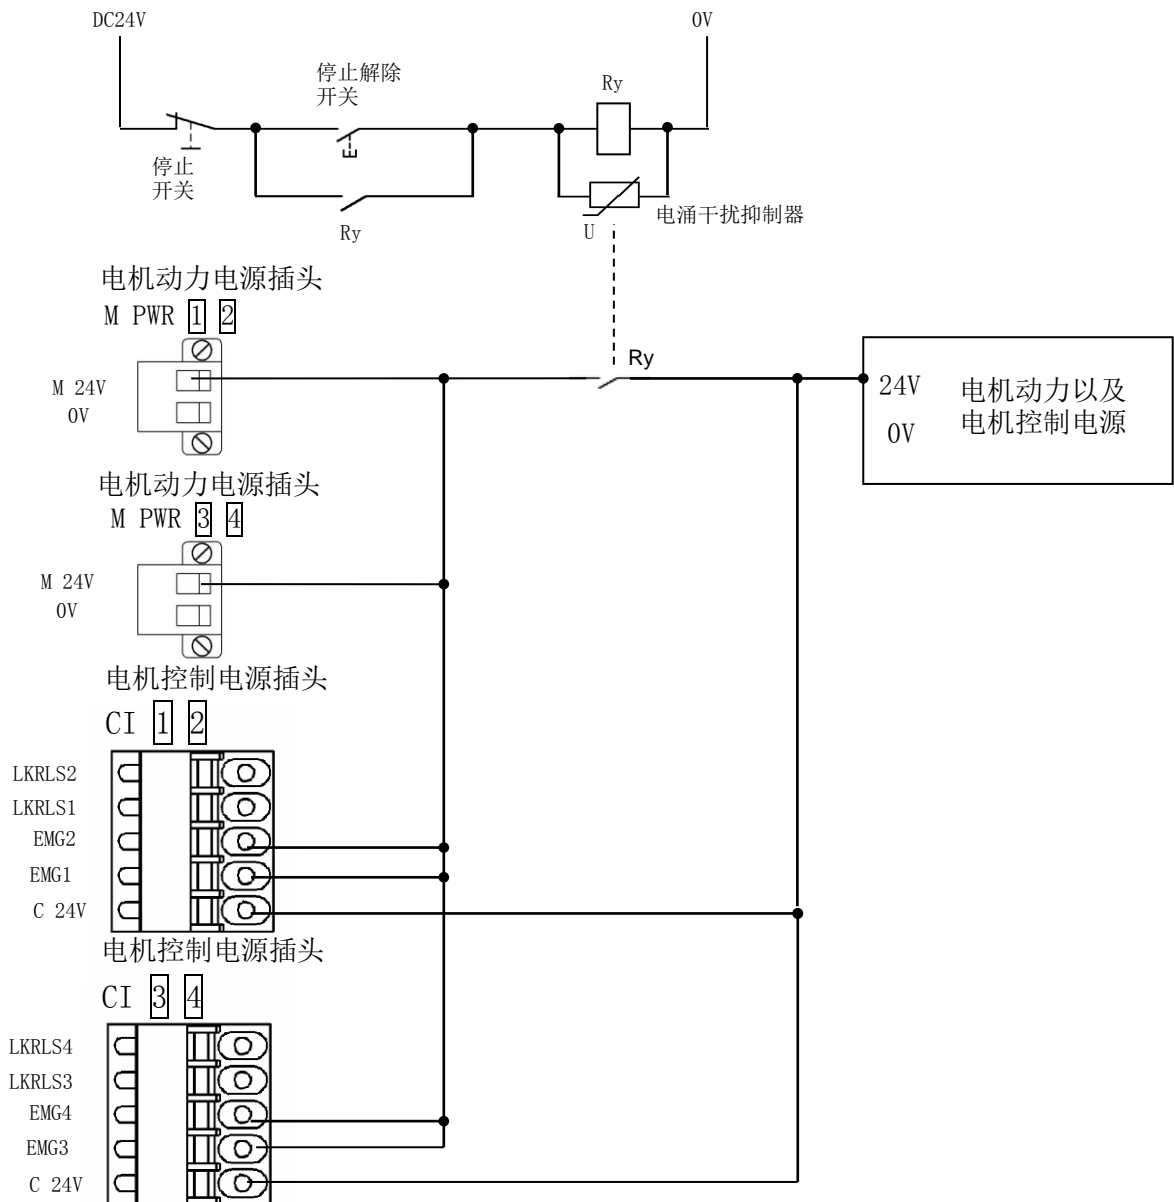 DC24V
0V
停止解除
开关
Ry
停止
开关
Ry
U
电涌干扰抑制器
电机动力电源插头
M PWR 1 2
M 24V
0V
Ry
24V
0V
电机动力以及
电机控制电源
电机动力电源插头
M PWR 3 4
M 24V
0V
电机控制电源插头
CI 1 2
LKRLS2
LKRLS1
EMG2
EMG1
C 24V
电机控制电源插头
CI 3 4
LKRLS4
LKRLS3
EMG4
EMG3
C 24V